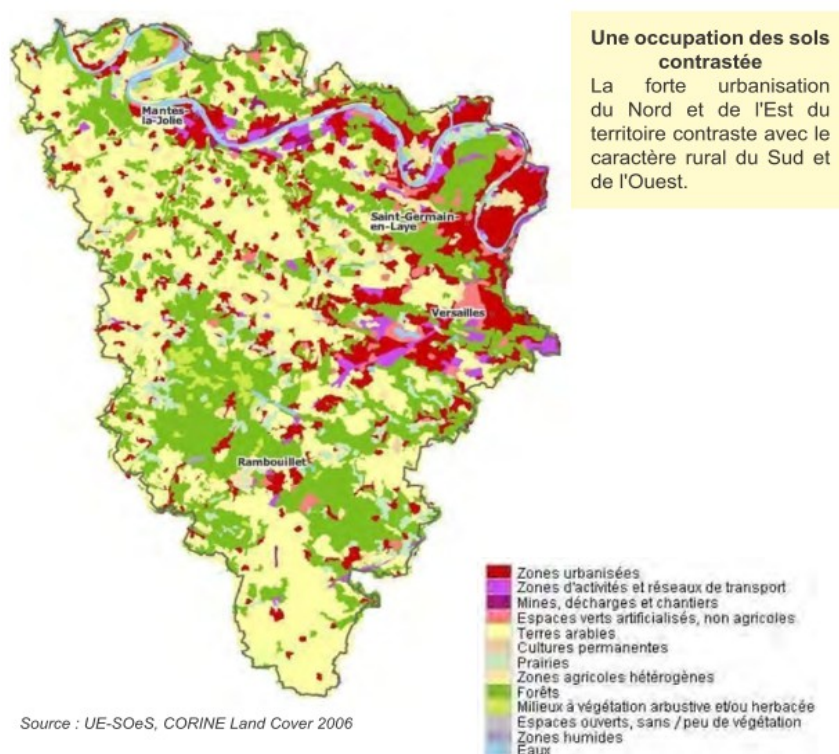 Une occupation des sols
contrastée
La forte urbanisation
du Nord et de l'Est du
territoire contraste avec le
caractère rural du Sud et
de l'Ouest.
Mantes-
la-Jolie
Saint-Germain-
en-Laye
Versailles
Rambouillet
Zones urbanisées
Zones d'activités et réseaux de transport
Mines, décharges et chantiers
Espaces verts artificialisés, non agricoles
Terres arables
Cultures permanentes
Prairies
Zones agricoles hétérogènes
Forêts
Milieux à végétation arbustive et/ou herbacée
Espaces ouverts, sans / peu de végétation
Zones humides
Eaux
Source : UE-SOeS, CORINE Land Cover 2006